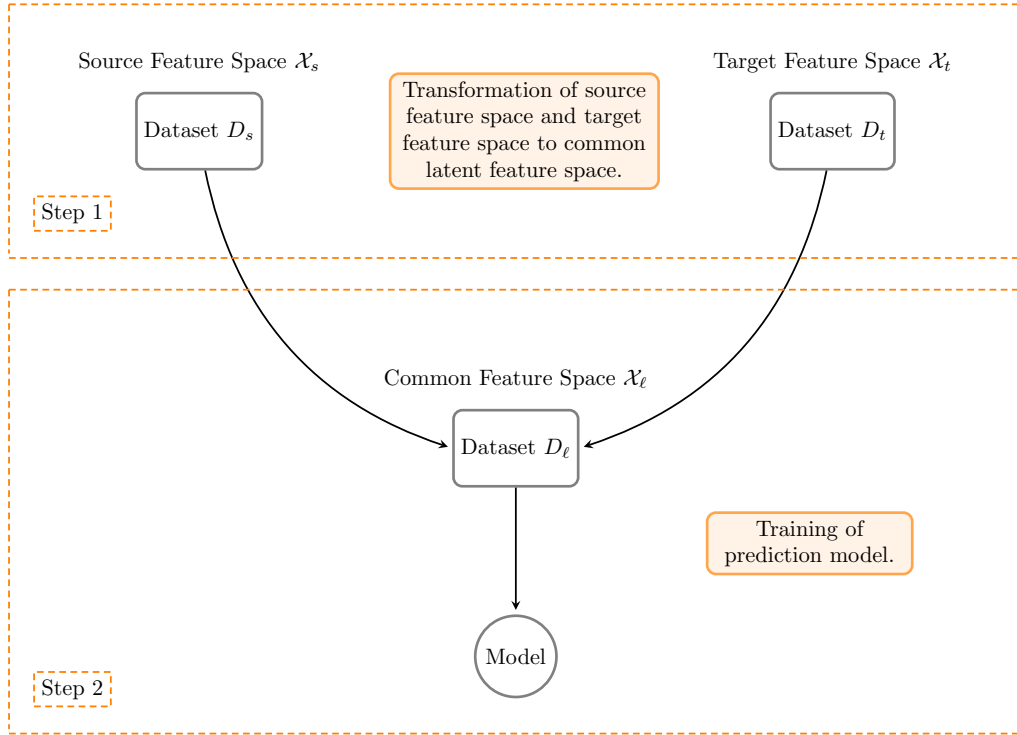 Source Feature Space 𝒳ₛ
Target Feature Space 𝒳ₜ
Transformation of source
feature space and target
feature space to common
latent feature space.
Dataset Dₛ
Dataset Dₜ
Step 1
Common Feature Space 𝒳_ℓ
Dataset D_ℓ
Training of
prediction model.
Model
Step 2